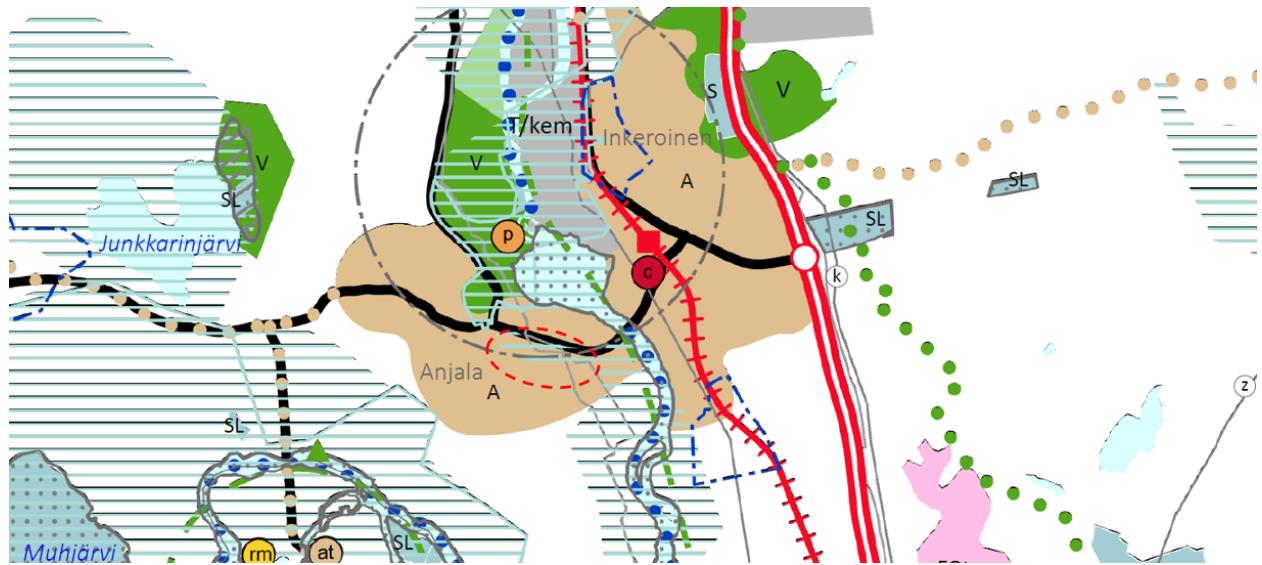 S
V
T/kem
Inkeroinen
V
V
A
SL
SL
SL
p
Junkkarinjärvi
c
k
Anjala
A
z
SL
SL
Muhjärvi
rm
at